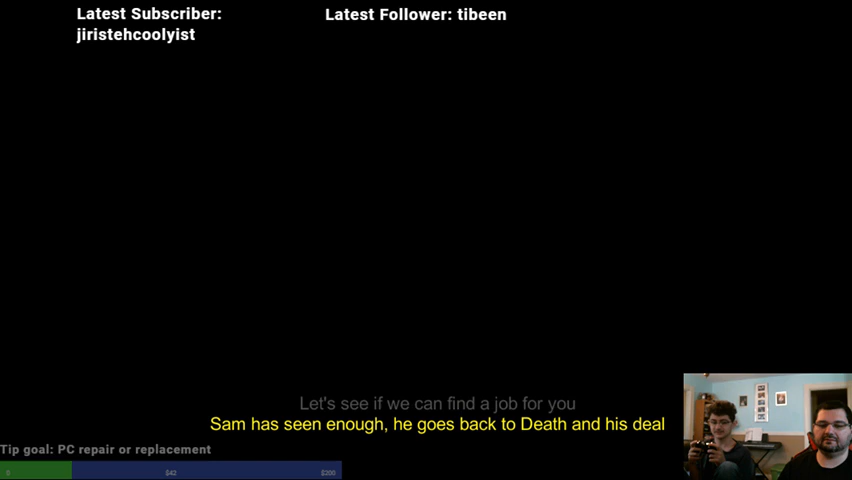 Latest Subscriber:
jiristehcoolyist
Latest Follower: tibeen
Let's see if we can find a job for you
Sam has seen enough, he goes back to Death and his deal
Tip goal: PC repair or replacement
0 $42 $200